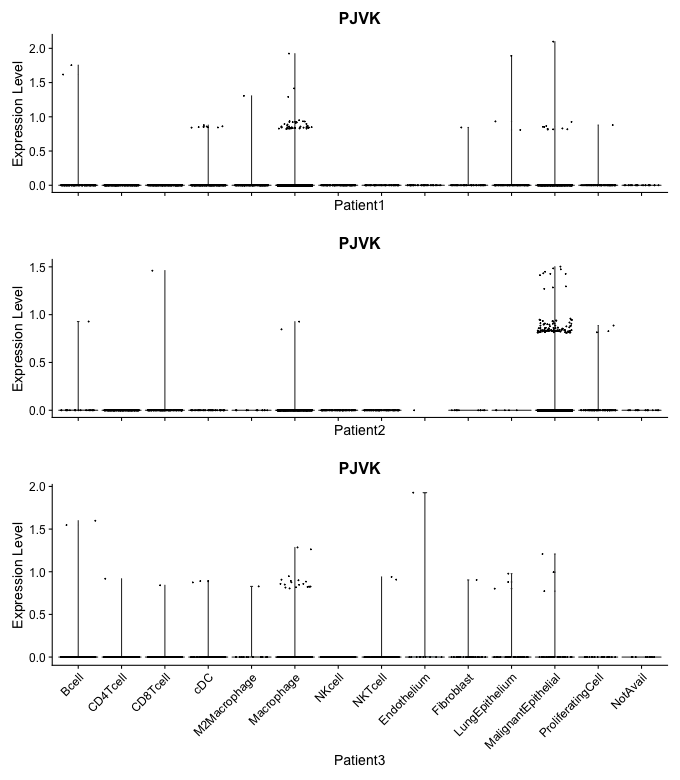 PJVK
Expression Level
2.0
1.5
1.0
0.5
0.0
Patient1
PJVK
Expression Level
1.5
1.0
0.5
0.0
Patient2
PJVK
Expression Level
2.0
1.5
1.0
0.5
0.0
Bcell
CD4Tcell
CD8Tcell
cDC
M2Macrophage
Macrophage
NKcell
NKTcell
Endothelium
Fibroblast
LungEpithelium
MalignantEpithelial
ProliferatingCell
NotAvail
Patient3